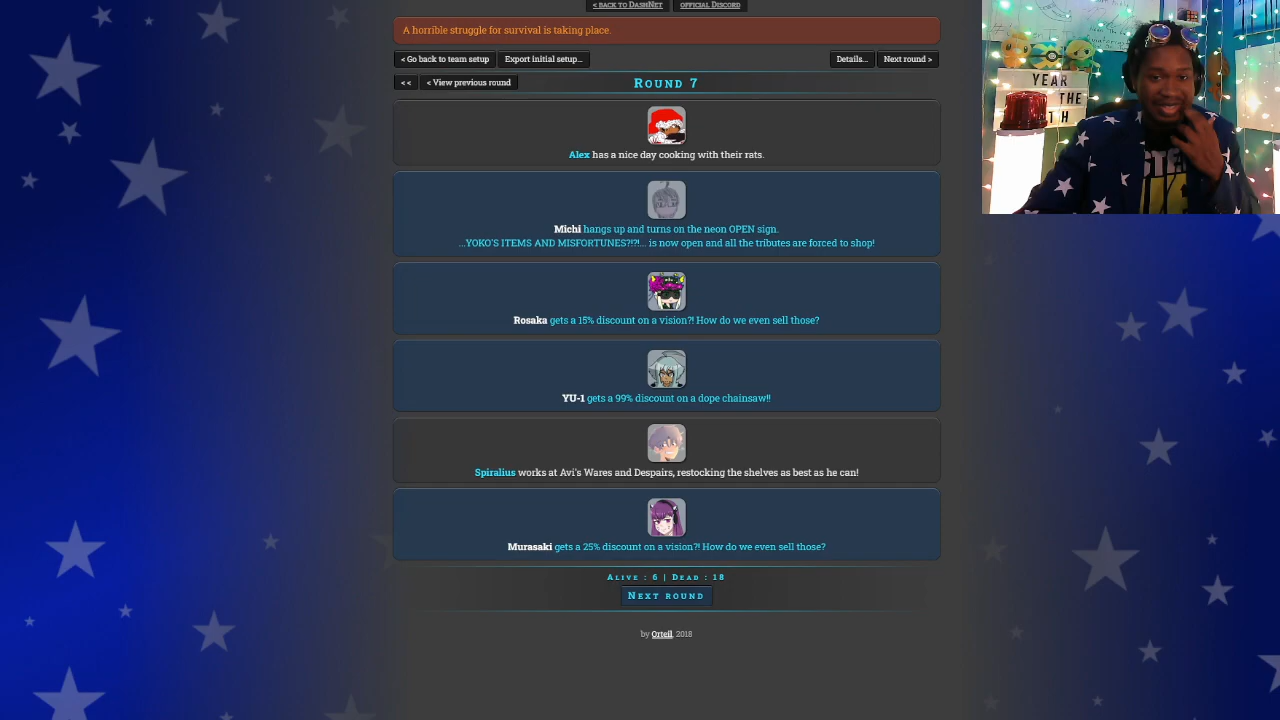 < BACK TO DASHNET
OFFICIAL DISCORD
A horrible struggle for survival is taking place.
< Go back to team setup
Export initial setup...
Details...
Next round >
<<
< View previous round
ROUND 7
Alex has a nice day cooking with their rats.
Michi hangs up and turns on the neon OPEN sign.
...YOKO'S ITEMS AND MISFORTUNES?!?!... is now open and all the tributes are forced to shop!
Rosaka gets a 15% discount on a vision?! How do we even sell those?
YU-1 gets a 99% discount on a dope chainsaw!!
Spiralius works at Avi's Wares and Despairs, restocking the shelves as best as he can!
Murasaki gets a 25% discount on a vision?! How do we even sell those?
ALIVE : 6 | DEAD : 18
NEXT ROUND
by Orteil, 2018
YEAR
THE